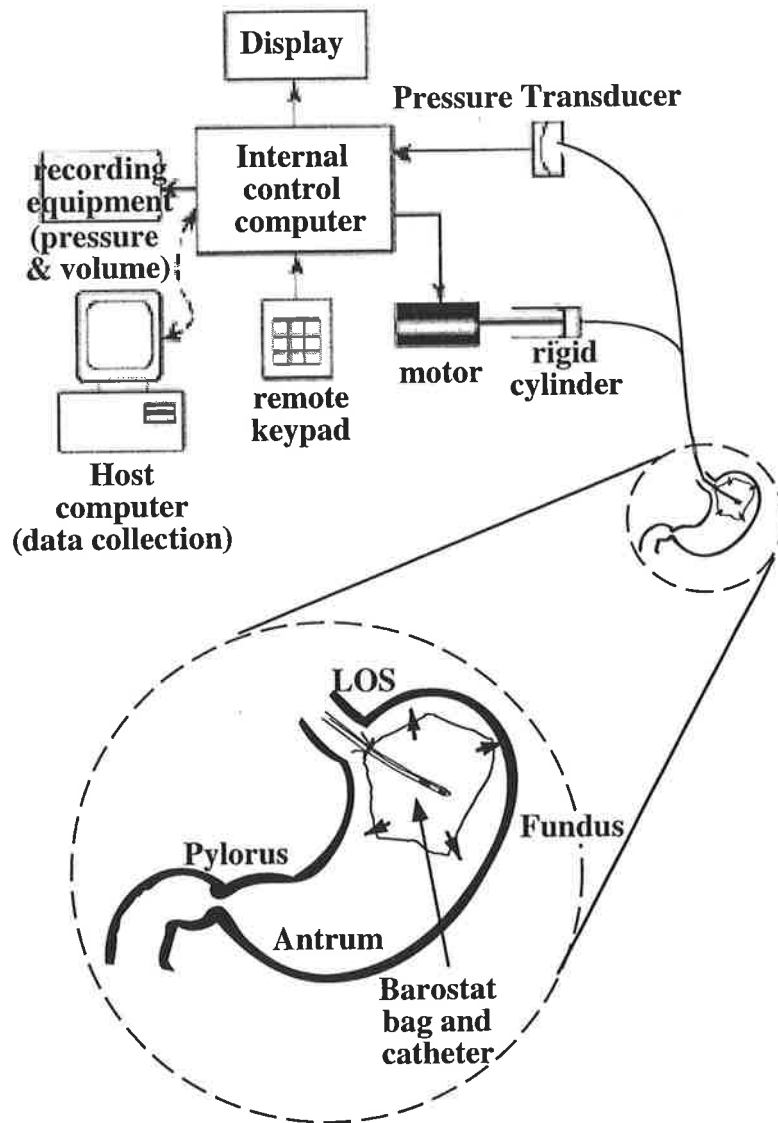 Display
Pressure Transducer
Internal
control
computer
recording
equipment
(pressure
& volume)
motor
rigid
cylinder
remote
keypad
Host
computer
(data collection)
LOS
Fundus
Pylorus
Antrum
Barostat
bag and
catheter